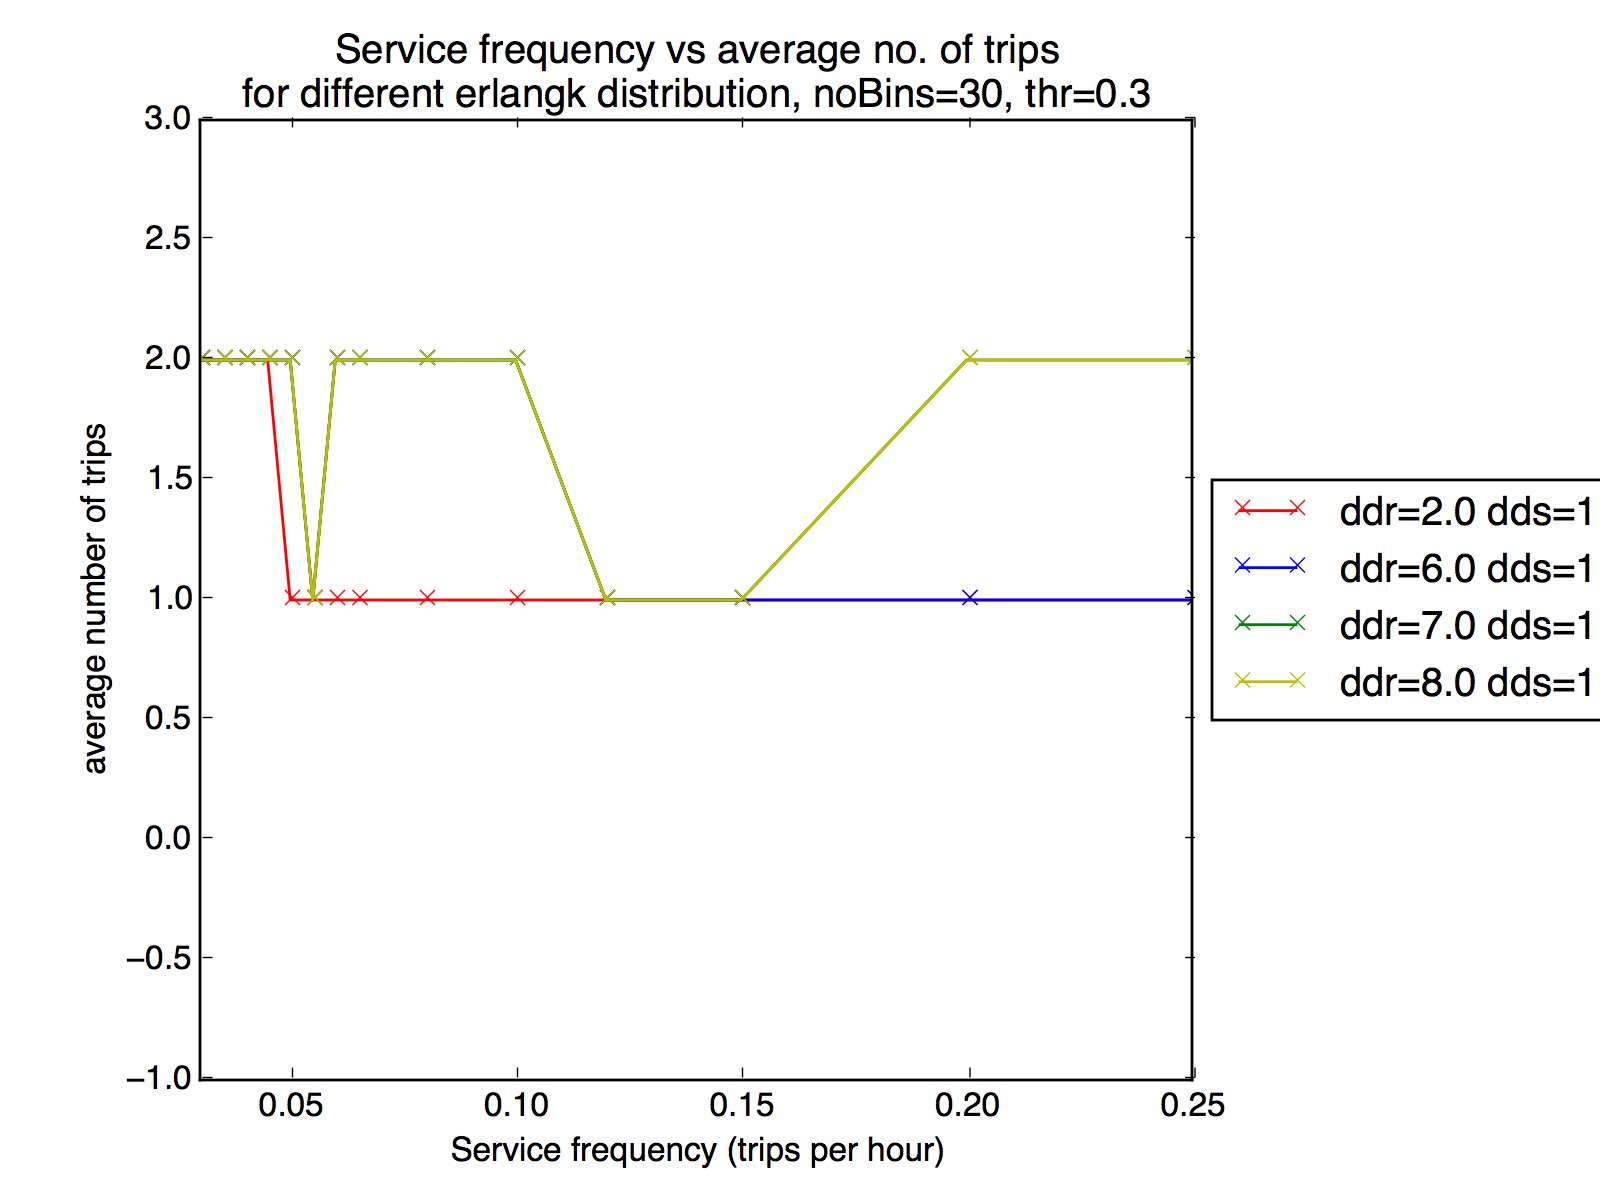 Service frequency vs average no. of trips
for different erlangk distribution, noBins=30, thr=0.3
3.0
2.5
2.0
1.5
1.0
0.5
0.0
−0.5
−1.0
average number of trips
0.05 0.10 0.15 0.20 0.25
Service frequency (trips per hour)
ddr=2.0 dds=1
ddr=6.0 dds=1
ddr=7.0 dds=1
ddr=8.0 dds=1